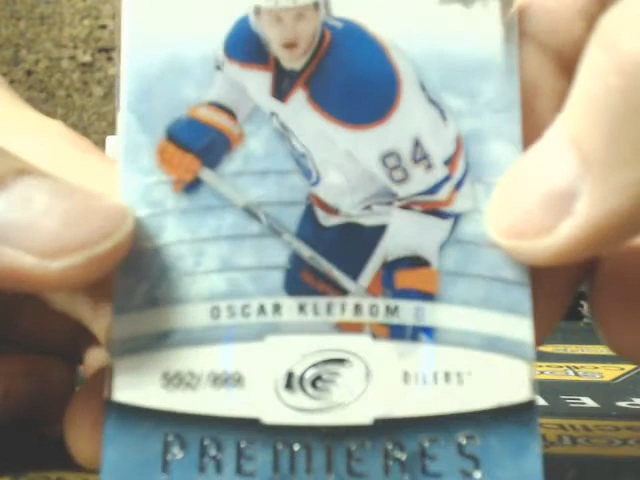 84
OSCAR KLEFBOM D
552/999
ICE
OILERS
PREMIERES